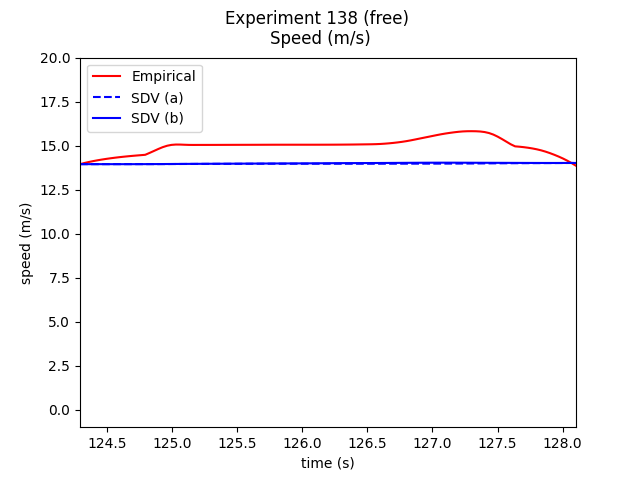 Experiment 138 (free)
Speed (m/s)
20.0
17.5
15.0
12.5
10.0
7.5
5.0
2.5
0.0
speed (m/s)
Empirical
SDV (a)
SDV (b)
124.5 125.0 125.5 126.0 126.5 127.0 127.5 128.0
time (s)